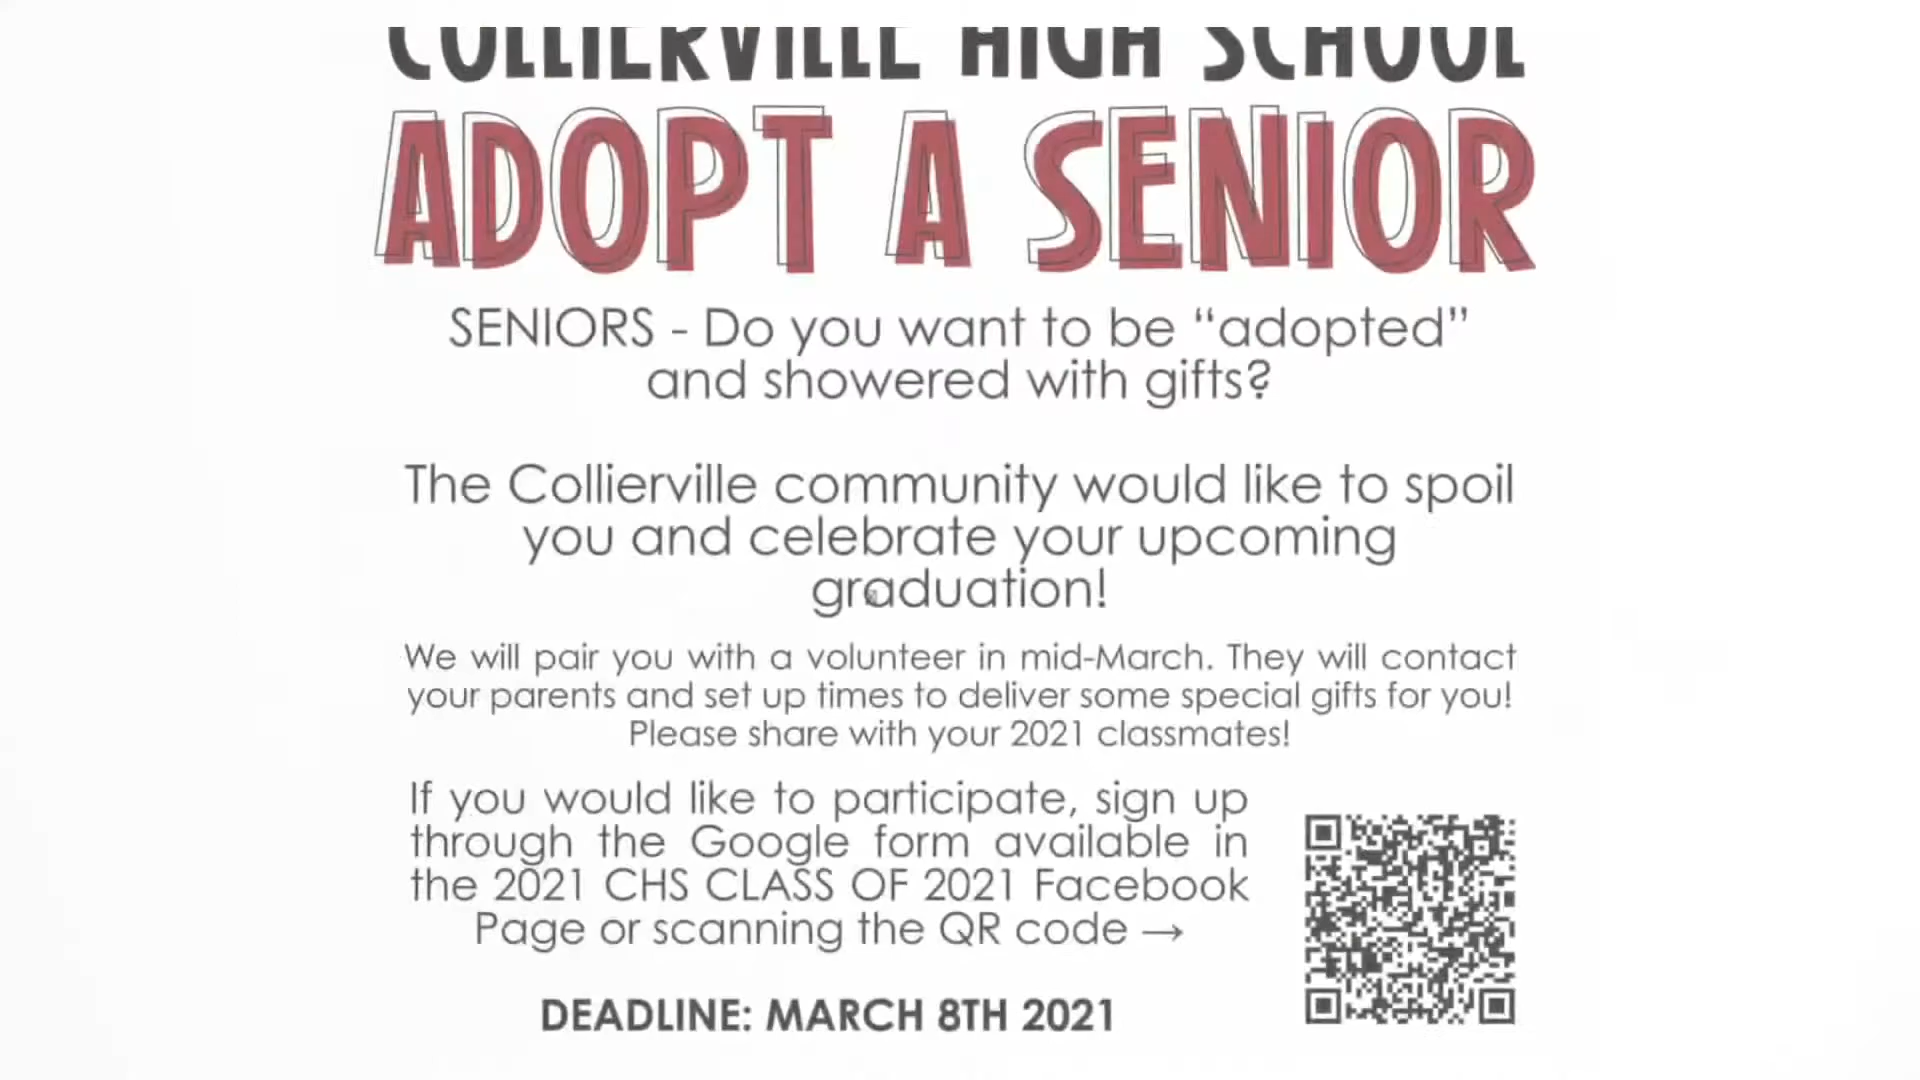 COLLIERVILLE HIGH SCHOOL
ADOPT A SENIOR
SENIORS - Do you want to be “adopted”
and showered with gifts?
The Collierville community would like to spoil
you and celebrate your upcoming
graduation!
We will pair you with a volunteer in mid-March. They will contact
your parents and set up times to deliver some special gifts for you!
Please share with your 2021 classmates!
If you would like to participate, sign up
through the Google form available in
the 2021 CHS CLASS OF 2021 Facebook
Page or scanning the QR code →
DEADLINE: MARCH 8TH 2021